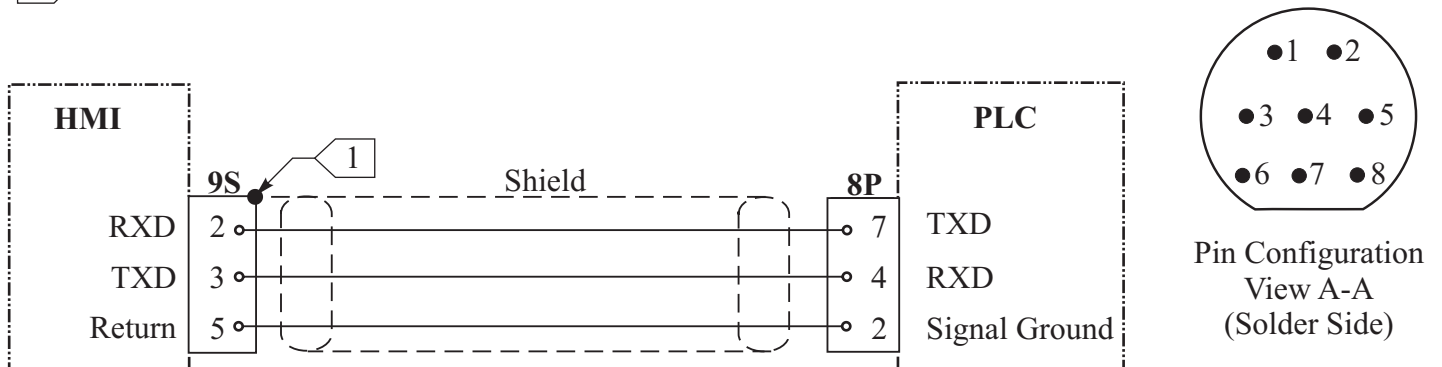 HMI
PLC
1
9S
Shield
8P
RXD 2 7 TXD
TXD 3 4 RXD
Return 5 2 Signal Ground
1 2
3 4 5
6 7 8
Pin Configuration
View A-A
(Solder Side)